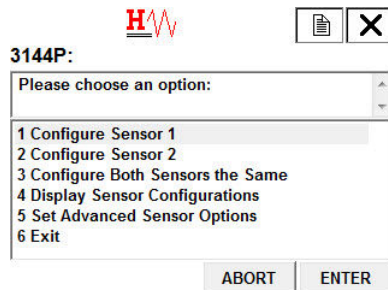 H
3144P:
Please choose an option:
1 Configure Sensor 1
2 Configure Sensor 2
3 Configure Both Sensors the Same
4 Display Sensor Configurations
5 Set Advanced Sensor Options
6 Exit
ABORT ENTER